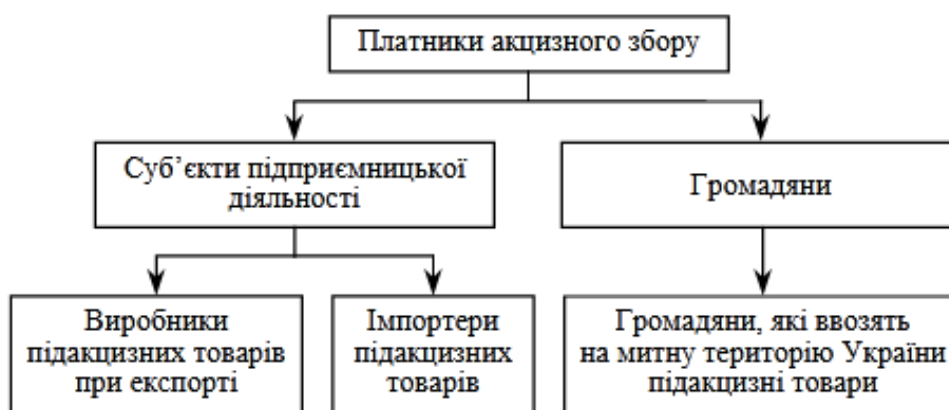 Платники акцизного збору
Суб’єкти підприємницької
діяльності
Громадяни
Виробники
підакцизних товарів
при експорті
Імпортери
підакцизних
товарів
Громадяни, які ввозять
на митну територію України
підакцизні товари